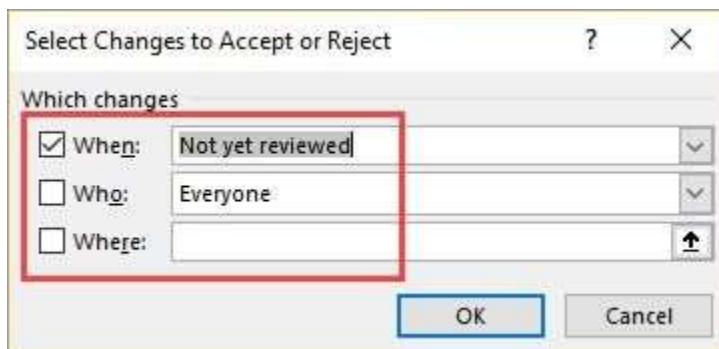 Select Changes to Accept or Reject ? X
Which changes
When: Not yet reviewed
Who: Everyone
Where:
OK Cancel